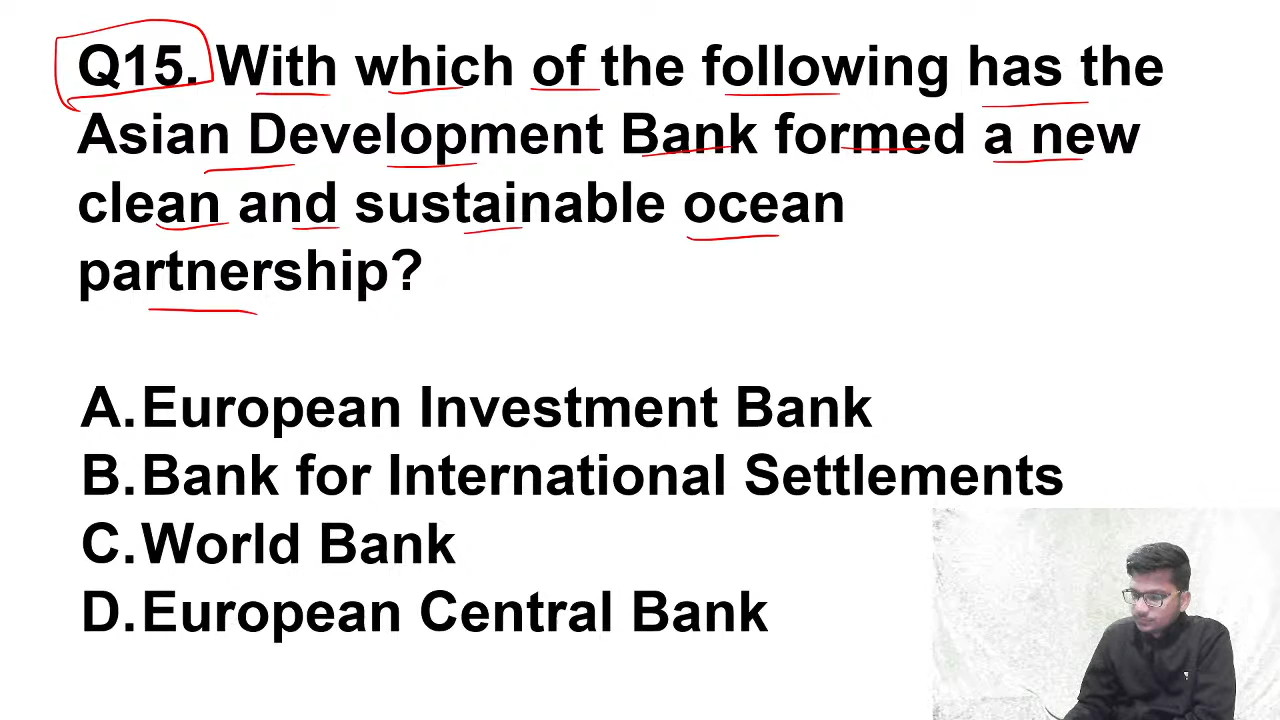 Q15. With which of the following has the
Asian Development Bank formed a new
clean and sustainable ocean
partnership?
A. European Investment Bank
B. Bank for International Settlements
C. World Bank
D. European Central Bank